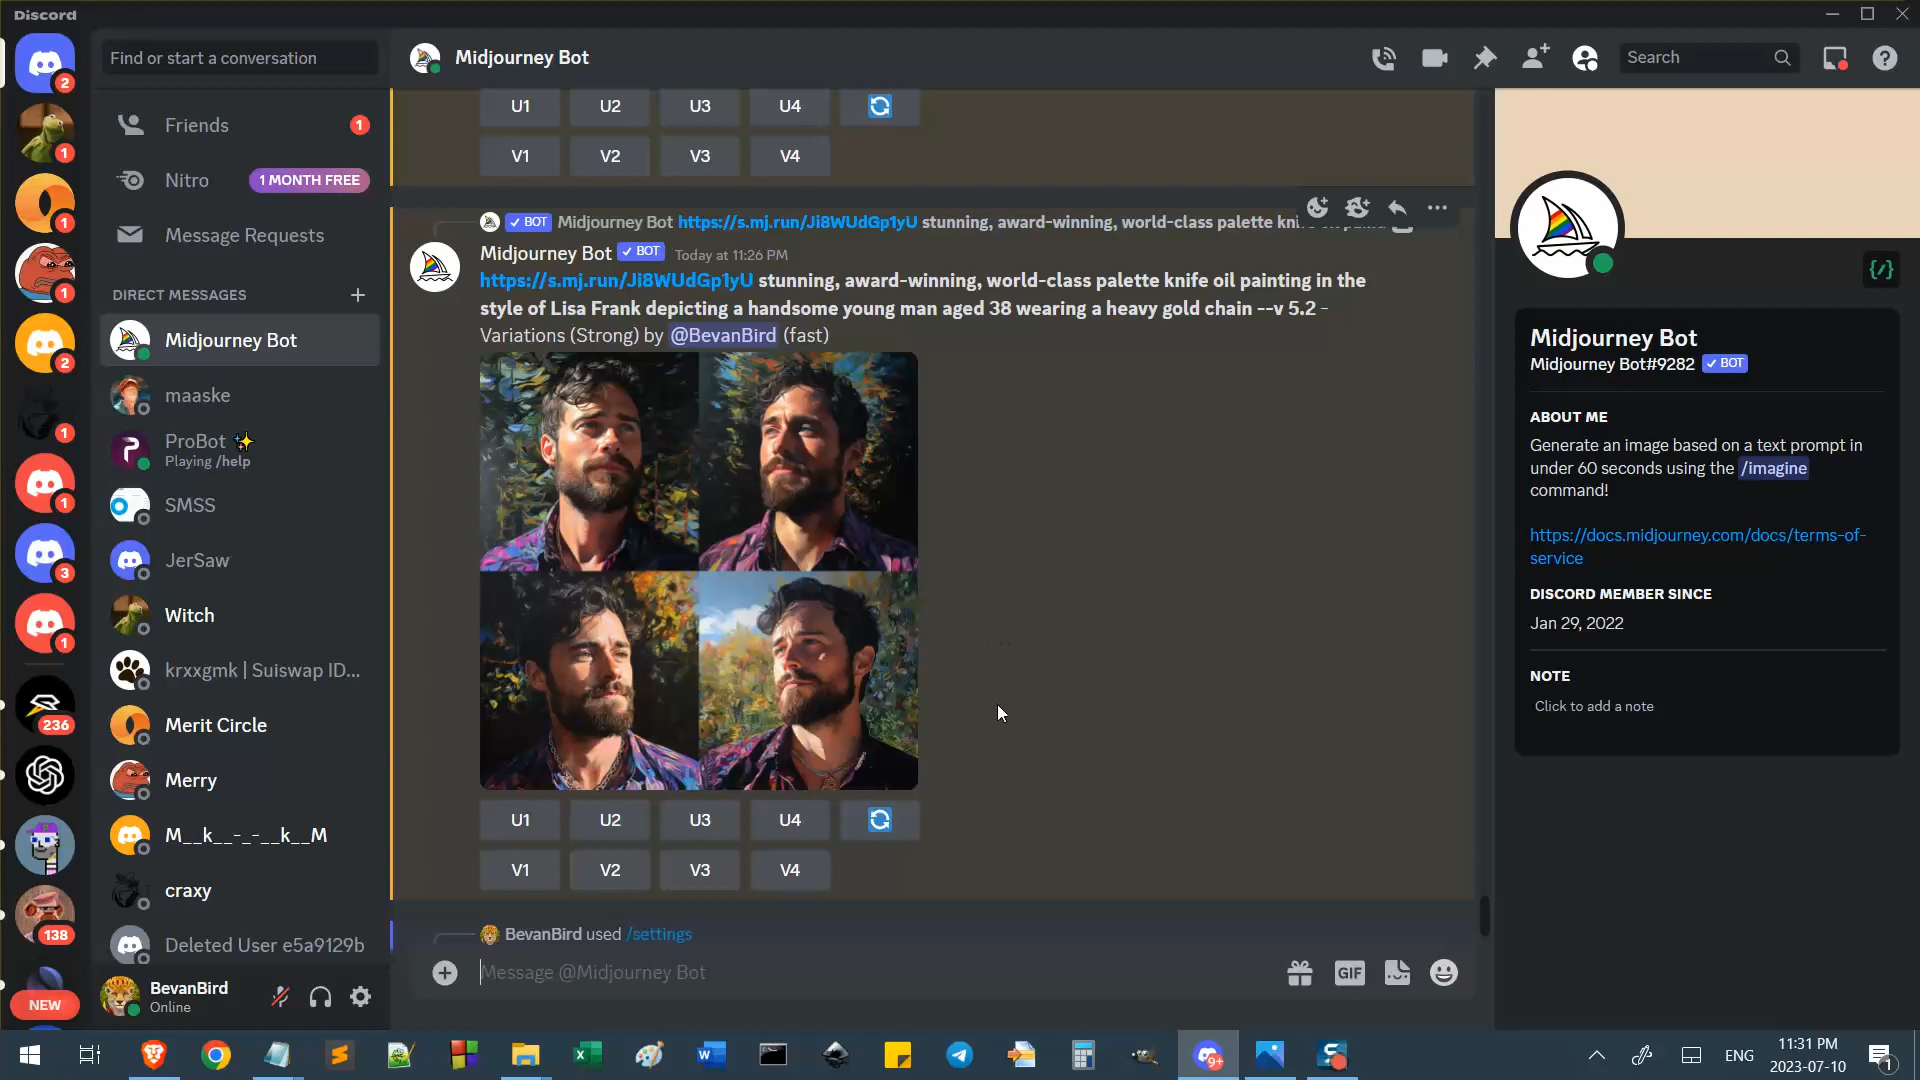 Discord
Find or start a conversation
Midjourney Bot
Search
2
1
1
1
2
1
1
3
1
236
138
NEW
Friends
1
Nitro
1 MONTH FREE
Message Requests
DIRECT MESSAGES
Midjourney Bot
maaske
ProBot
Playing /help
SMSS
JerSaw
Witch
krxxgmk | Suiswap ID...
Merit Circle
Merry
M__k__-_-__k__M
craxy
Deleted User e5a9129b
BevanBird
Online
U1 U2 U3 U4
V1 V2 V3 V4
BOT Midjourney Bot https://s.mj.run/Ji8WUdGp1yU stunning, award-winning, world-class palette
Midjourney Bot BOT Today at 11:26 PM
https://s.mj.run/Ji8WUdGp1yU stunning, award-winning, world-class palette knife oil painting in the
style of Lisa Frank depicting a handsome young man aged 38 wearing a heavy gold chain --v 5.2 -
Variations (Strong) by @BevanBird (fast)
U1 U2 U3 U4
V1 V2 V3 V4
BevanBird used /settings
Message @Midjourney Bot
GIF
Midjourney Bot
Midjourney Bot#9282 BOT
ABOUT ME
Generate an image based on a text prompt in
under 60 seconds using the /imagine
command!
https://docs.midjourney.com/docs/terms-of-
service
DISCORD MEMBER SINCE
Jan 29, 2022
NOTE
Click to add a note
9+
ENG
11:31 PM
2023-07-10
1